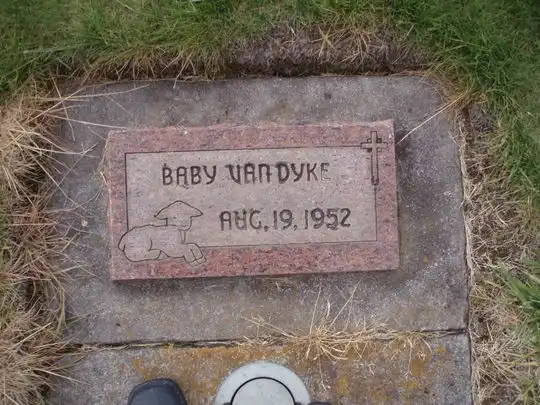 BABY VAN DYKE
AUG. 19. 1952